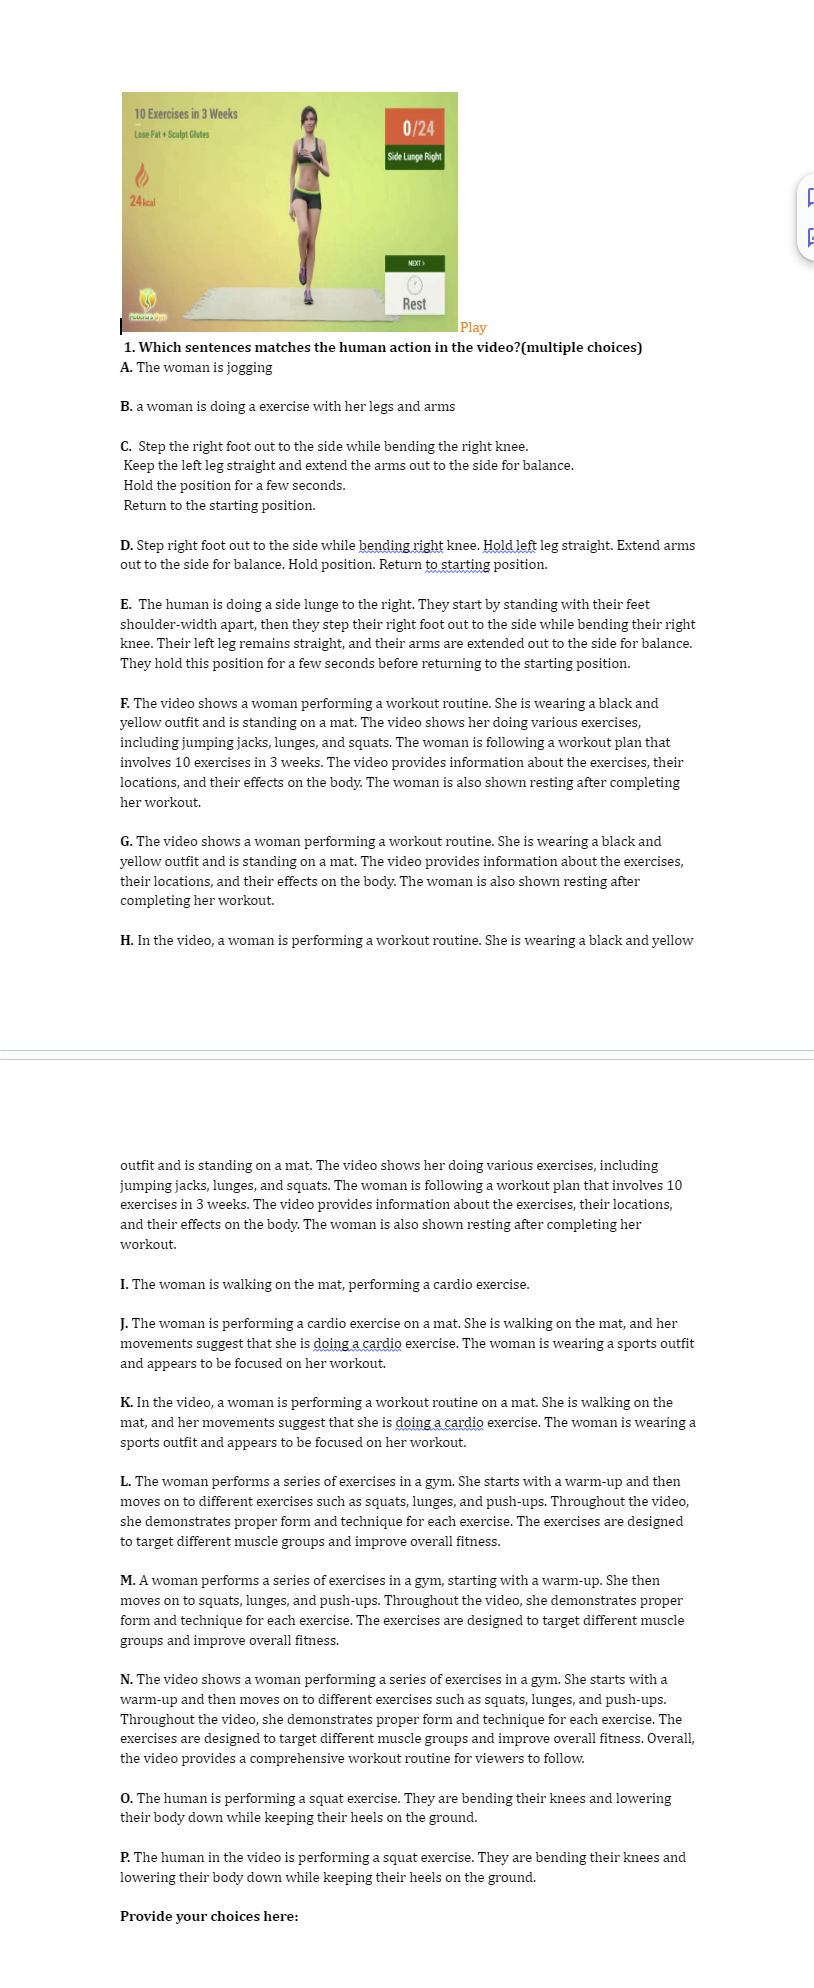 10 Exercises in 3 Weeks
Lose Fat + Sculpt Glutes
24 kcal
0/24
Side Lunge Right
NEXT >
Rest
Play
1. Which sentences matches the human action in the video?(multiple choices)
A. The woman is jogging
B. a woman is doing a exercise with her legs and arms
C. Step the right foot out to the side while bending the right knee.
Keep the left leg straight and extend the arms out to the side for balance.
Hold the position for a few seconds.
Return to the starting position.
D. Step right foot out to the side while bending right knee. Hold left leg straight. Extend arms
out to the side for balance. Hold position. Return to starting position.
E. The human is doing a side lunge to the right. They start by standing with their feet
shoulder-width apart, then they step their right foot out to the side while bending their right
knee. Their left leg remains straight, and their arms are extended out to the side for balance.
They hold this position for a few seconds before returning to the starting position.
F. The video shows a woman performing a workout routine. She is wearing a black and
yellow outfit and is standing on a mat. The video shows her doing various exercises,
including jumping jacks, lunges, and squats. The woman is following a workout plan that
involves 10 exercises in 3 weeks. The video provides information about the exercises, their
locations, and their effects on the body. The woman is also shown resting after completing
her workout.
G. The video shows a woman performing a workout routine. She is wearing a black and
yellow outfit and is standing on a mat. The video provides information about the exercises,
their locations, and their effects on the body. The woman is also shown resting after
completing her workout.
H. In the video, a woman is performing a workout routine. She is wearing a black and yellow
outfit and is standing on a mat. The video shows her doing various exercises, including
jumping jacks, lunges, and squats. The woman is following a workout plan that involves 10
exercises in 3 weeks. The video provides information about the exercises, their locations,
and their effects on the body. The woman is also shown resting after completing her
workout.
I. The woman is walking on the mat, performing a cardio exercise.
J. The woman is performing a cardio exercise on a mat. She is walking on the mat, and her
movements suggest that she is doing a cardio exercise. The woman is wearing a sports outfit
and appears to be focused on her workout.
K. In the video, a woman is performing a workout routine on a mat. She is walking on the
mat, and her movements suggest that she is doing a cardio exercise. The woman is wearing a
sports outfit and appears to be focused on her workout.
L. The woman performs a series of exercises in a gym. She starts with a warm-up and then
moves on to different exercises such as squats, lunges, and push-ups. Throughout the video,
she demonstrates proper form and technique for each exercise. The exercises are designed
to target different muscle groups and improve overall fitness.
M. A woman performs a series of exercises in a gym, starting with a warm-up. She then
moves on to squats, lunges, and push-ups. Throughout the video, she demonstrates proper
form and technique for each exercise. The exercises are designed to target different muscle
groups and improve overall fitness.
N. The video shows a woman performing a series of exercises in a gym. She starts with a
warm-up and then moves on to different exercises such as squats, lunges, and push-ups.
Throughout the video, she demonstrates proper form and technique for each exercise. The
exercises are designed to target different muscle groups and improve overall fitness. Overall,
the video provides a comprehensive workout routine for viewers to follow.
O. The human is performing a squat exercise. They are bending their knees and lowering
their body down while keeping their heels on the ground.
P. The human in the video is performing a squat exercise. They are bending their knees and
lowering their body down while keeping their heels on the ground.
Provide your choices here: